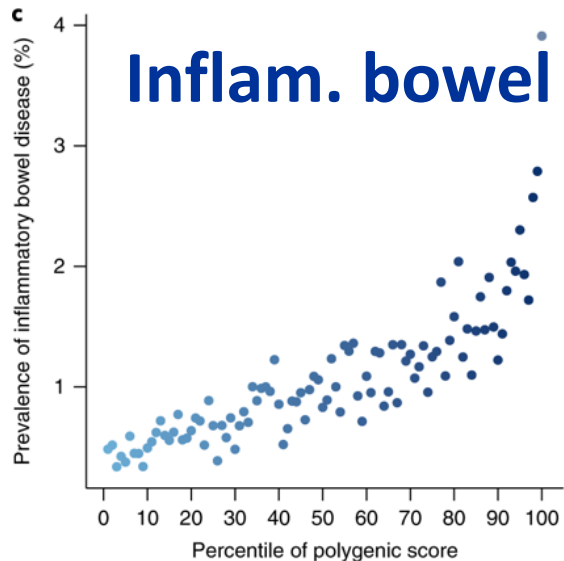 c
Inflam. bowel
Prevalence of inflammatory bowel disease (%)
4
3
2
1
0 10 20 30 40 50 60 70 80 90 100
Percentile of polygenic score